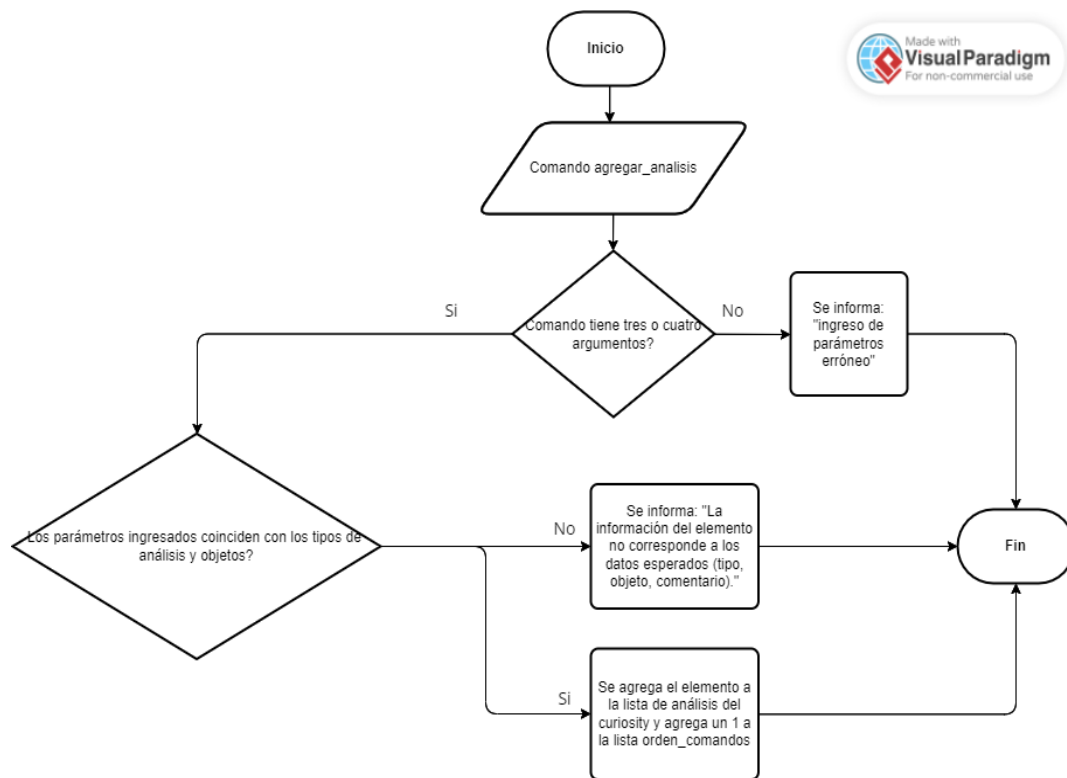 Inicio
Made with
VisualParadigm
For non-commercial use
Comando agregar_analisis
Si
No
Comando tiene tres o cuatro
argumentos?
Se informa:
"ingreso de
parámetros
erróneo"
Los parámetros ingresados coinciden con los tipos de
análisis y objetos?
No
Se informa: "La
información del elemento
no corresponde a los
datos esperados (tipo,
objeto, comentario)."
Fin
Si
Se agrega el elemento a
la lista de análisis del
curiosity y agrega un 1 a
la lista orden_comandos